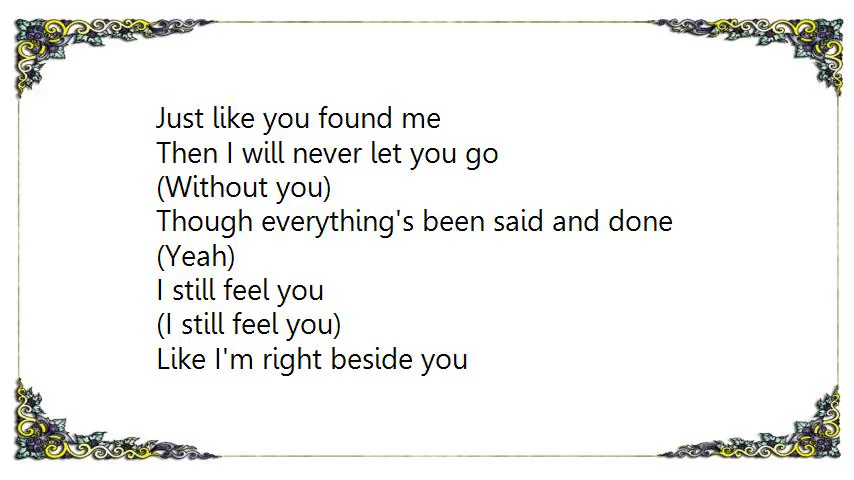 Just like you found me
Then I will never let you go
(Without you)
Though everything's been said and done
(Yeah)
I still feel you
(I still feel you)
Like I'm right beside you